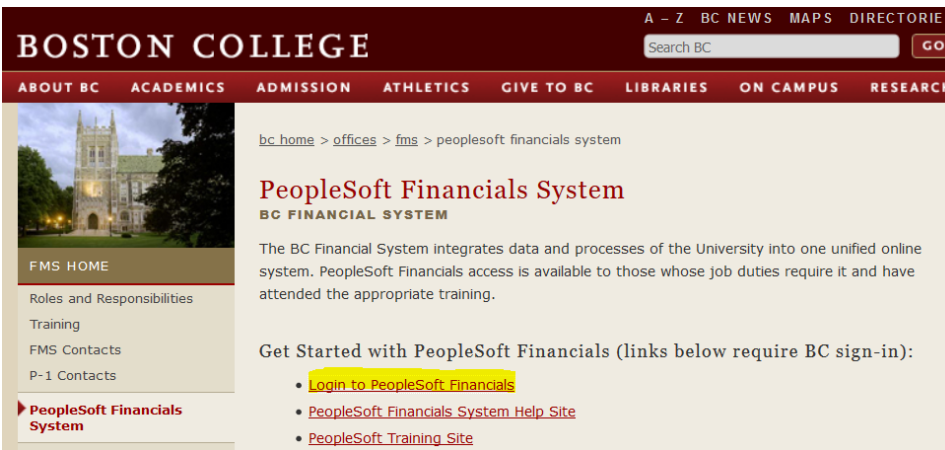 A – Z BC NEWS MAPS DIRECTORIE
BOSTON COLLEGE
Search BC
GO
ABOUT BC ACADEMICS ADMISSION ATHLETICS GIVE TO BC LIBRARIES ON CAMPUS RESEARCH
bc home > offices > fms > peoplesoft financials system
PeopleSoft Financials System
BC FINANCIAL SYSTEM
The BC Financial System integrates data and processes of the University into one unified online
system. PeopleSoft Financials access is available to those whose job duties require it and have
attended the appropriate training.
FMS HOME
Roles and Responsibilities
Training
FMS Contacts
P-1 Contacts
PeopleSoft Financials
System
Get Started with PeopleSoft Financials (links below require BC sign-in):
• Login to PeopleSoft Financials
• PeopleSoft Financials System Help Site
• PeopleSoft Training Site